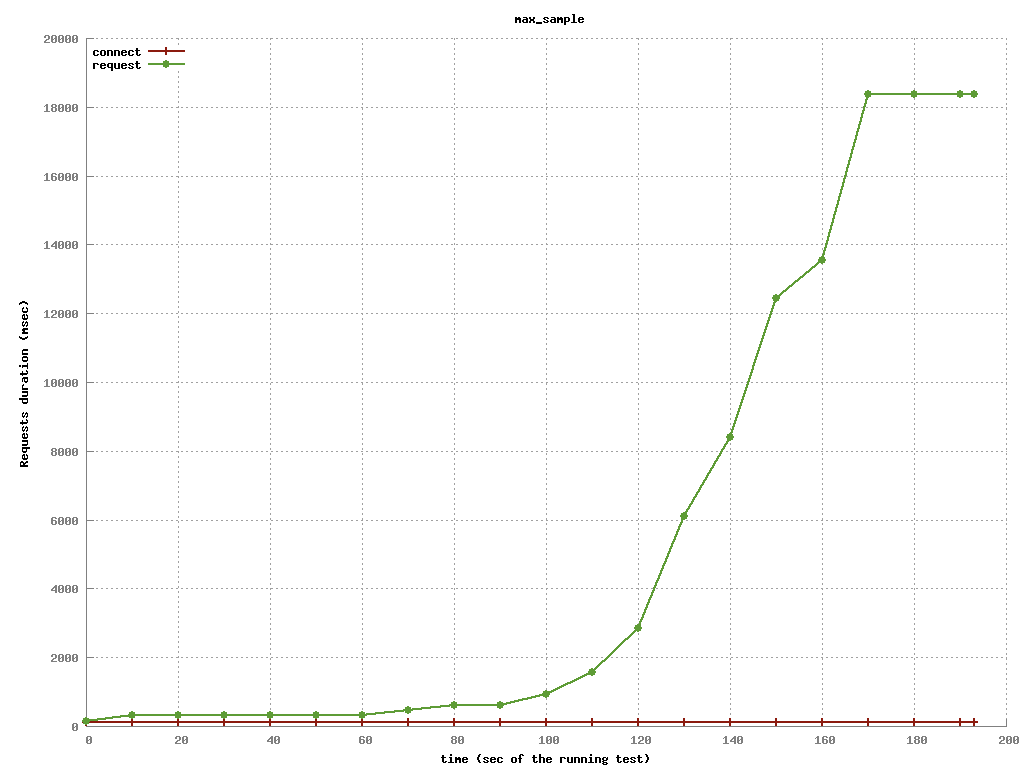 max_sample
connect
request
20000
18000
16000
14000
12000
10000
8000
6000
4000
2000
0
Requests duration (msec)
0 20 40 60 80 100 120 140 160 180 200
time (sec of the running test)